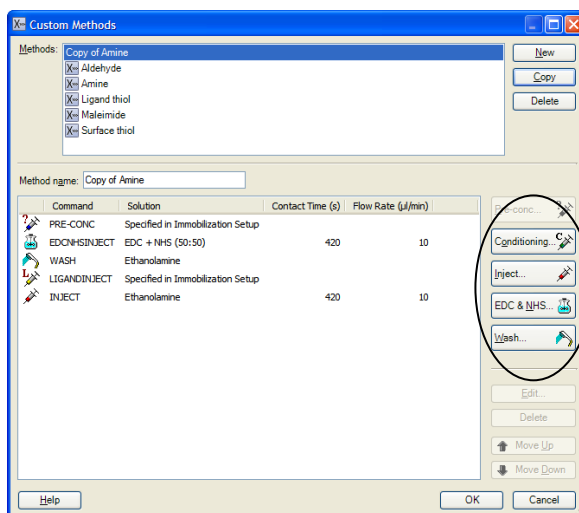 Custom Methods
Methods:
Copy of Amine
Aldehyde
Amine
Ligand thiol
Maleimide
Surface thiol
New
Copy
Delete
Method name: Copy of Amine
Command Solution Contact Time (s) Flow Rate (µl/min)
PRE-CONC Specified in Immobilization Setup
EDCNHSINJECT EDC + NHS (50:50) 420 10
WASH Ethanolamine
LIGANDINJECT Specified in Immobilization Setup
INJECT Ethanolamine 420 10
Pre-conc...
Conditioning...
Inject...
EDC & NHS...
Wash...
Edit...
Delete
Move Up
Move Down
Help
OK
Cancel